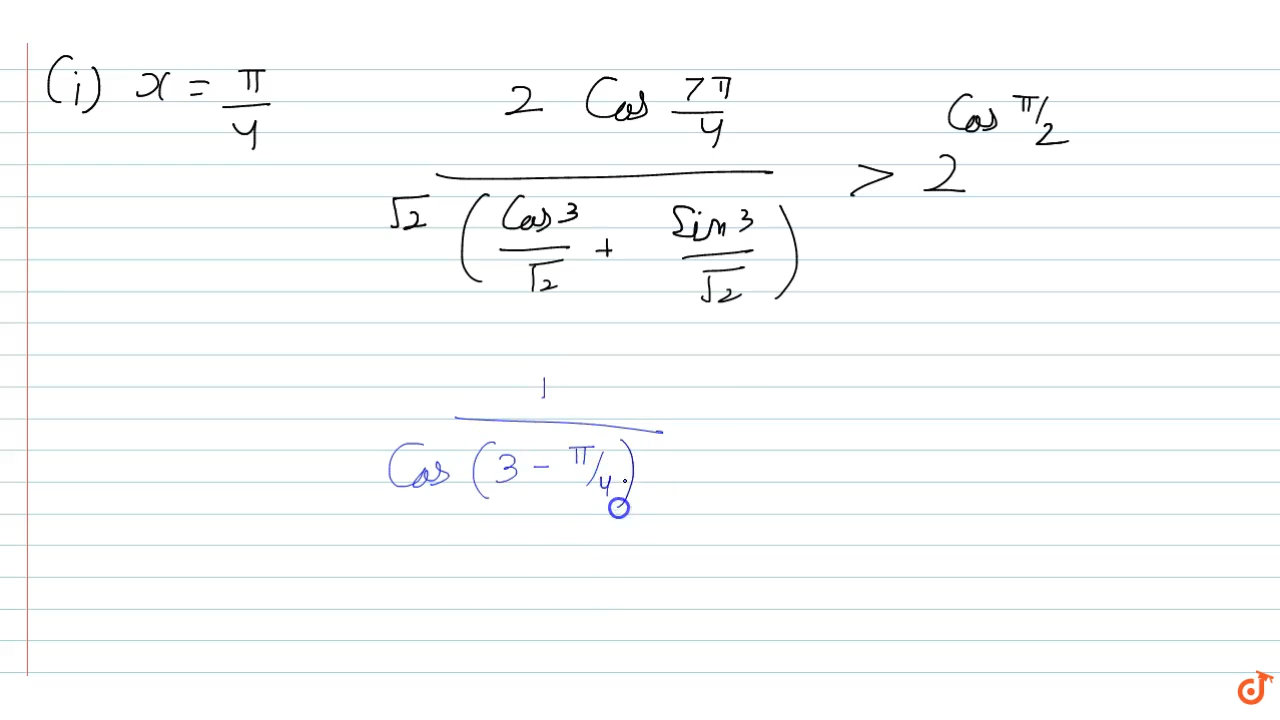 (i) x = π/4   2 Cos 7π/4 / √2 (Cos 3/√2 + Sin 3/√2) > 2^(Cos π/2)
1 / Cos (3 - π/4)